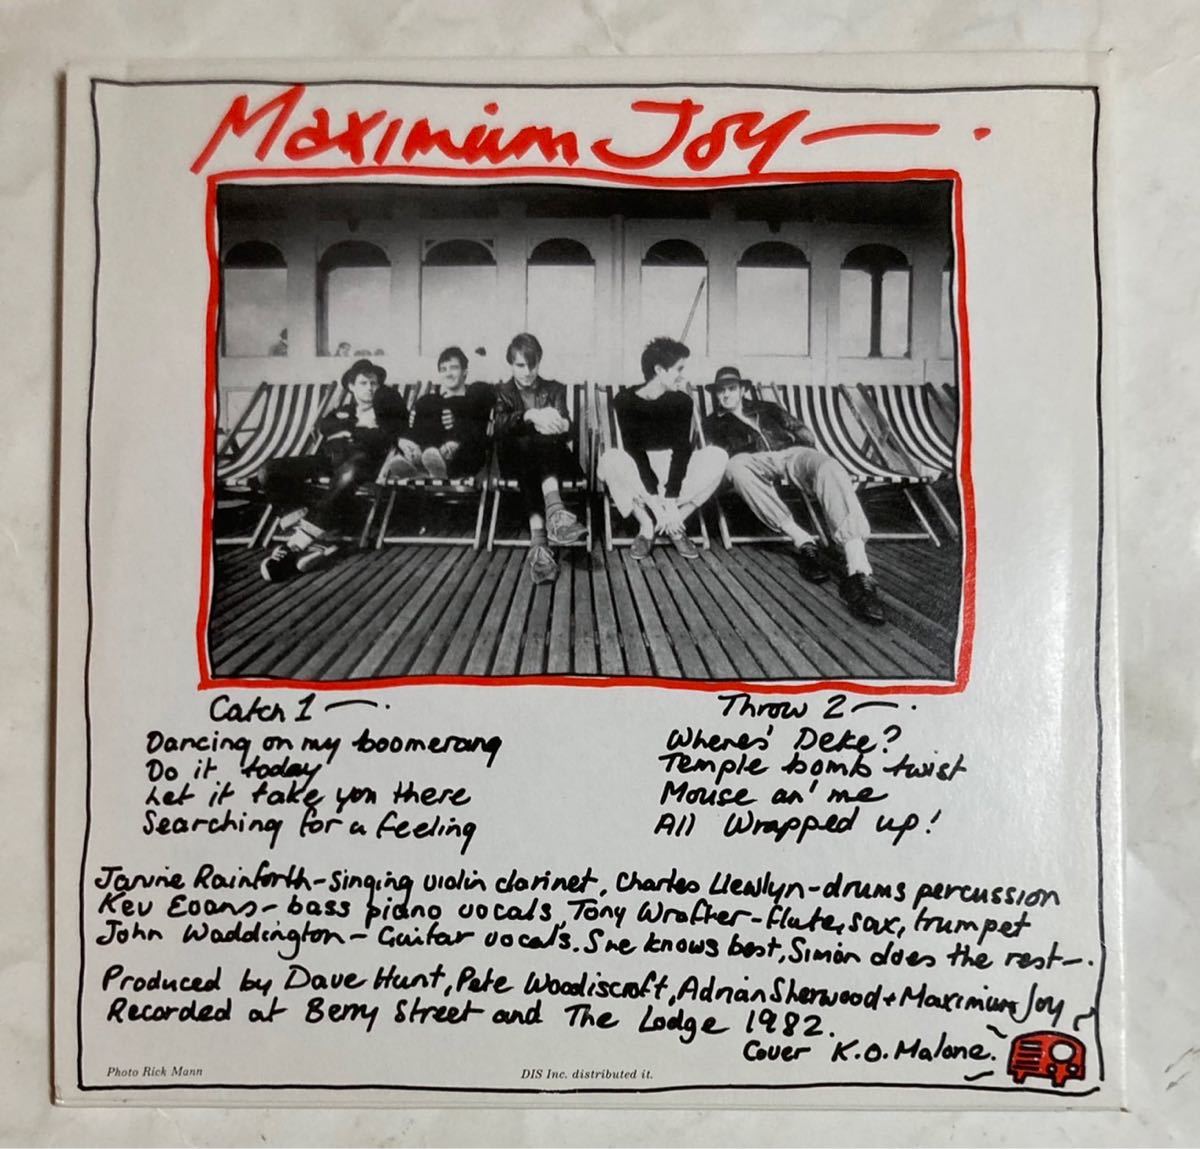 Maximum Joy —.
Catch 1 —.
Dancing on my boomerang
Do it today
Let it take you there
Searching for a feeling
Throw 2 —.
Wheres' Deke?
Temple bomb twist
Mouse an' me
All Wrapped up!
Janine Rainforth - singing violin clarinet, Charles Llewlyn - drums percussion
Kev Evans - bass piano vocals, Tony Wrafter - flute, sax, trumpet
John Waddington - Guitar vocals. Sne knows best, Simon does the rest —.
Produced by Dave Hunt, Pete Woodiscroft, Adrian Sherwood + Maximum Joy
Recorded at Berry Street and The Lodge 1982.
Cover K.O. Malone.
Photo Rick Mann
DIS Inc. distributed it.